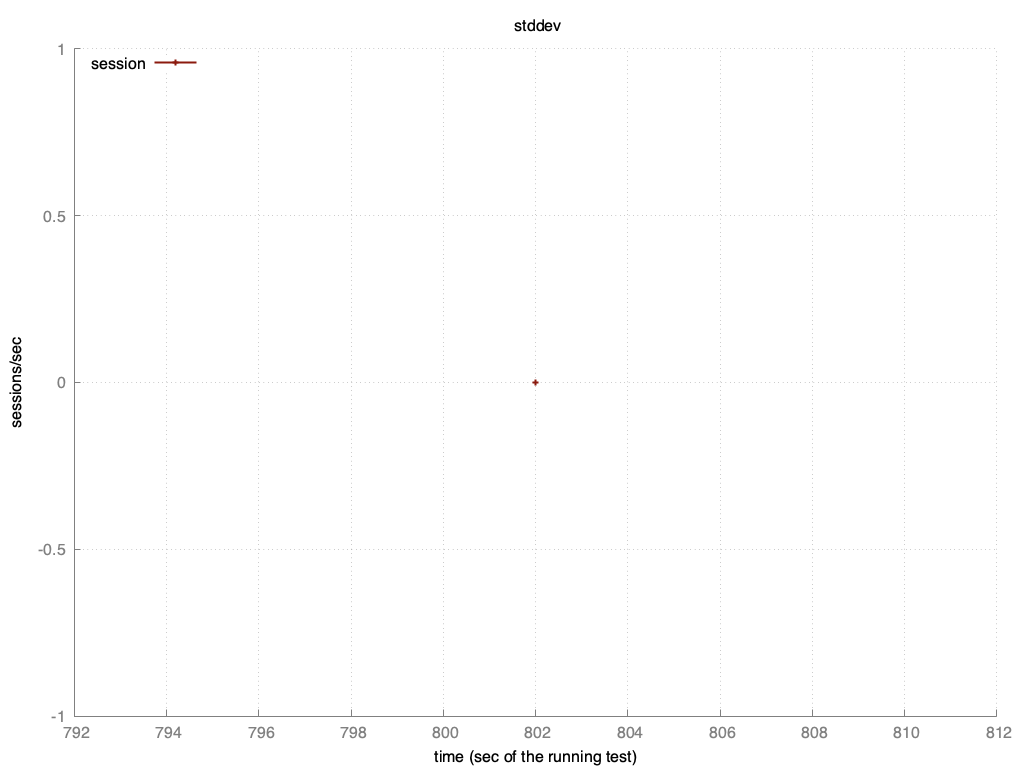 stddev
session
1
0.5
0
-0.5
-1
sessions/sec
792 794 796 798 800 802 804 806 808 810 812
time (sec of the running test)